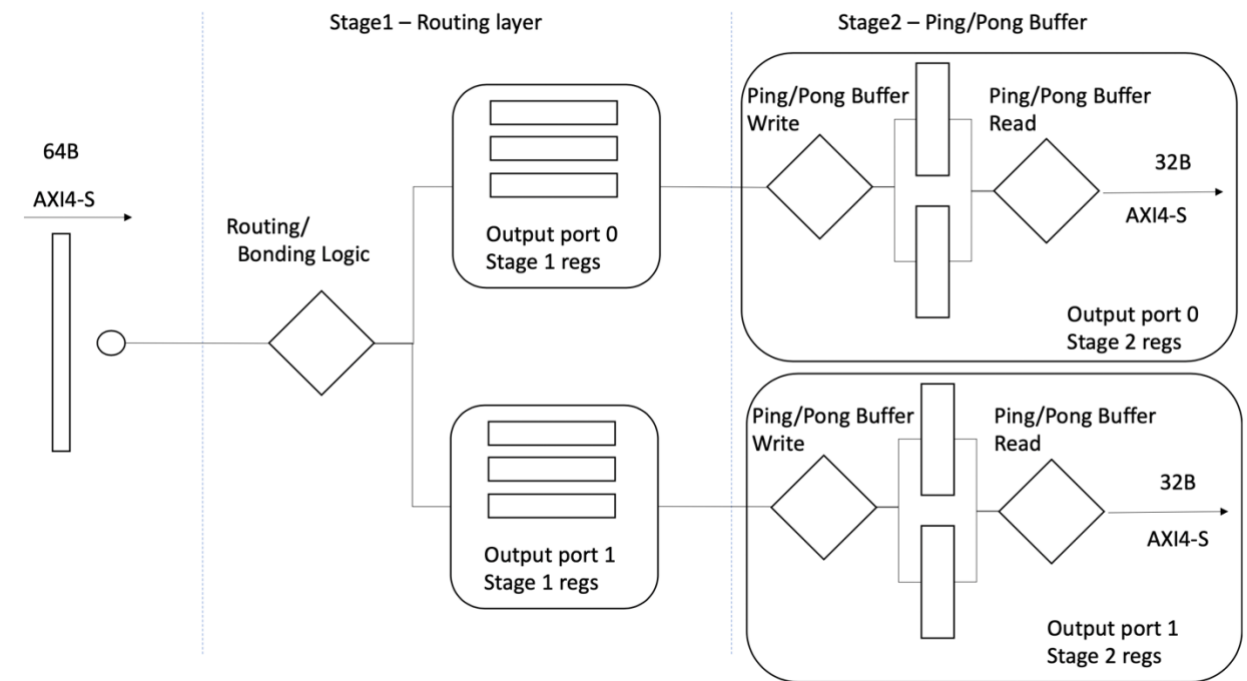 Stage1 – Routing layer
Stage2 – Ping/Pong Buffer
64B
AXI4-S
Routing/
Bonding Logic
Output port 0
Stage 1 regs
Ping/Pong Buffer
Write
Ping/Pong Buffer
Read
32B
AXI4-S
Output port 0
Stage 2 regs
Output port 1
Stage 1 regs
Ping/Pong Buffer
Write
Ping/Pong Buffer
Read
32B
AXI4-S
Output port 1
Stage 2 regs